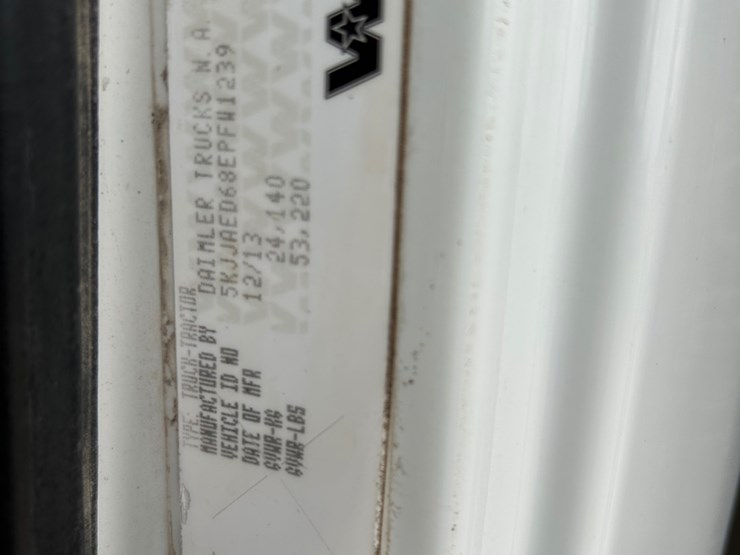 TYPE: TRUCK-TRACTOR
MANUFACTURED BY DAIMLER TRUCKS N.A.
VEHICLE ID NO 5KJJAED68EPFW1239
DATE OF MFR 12/13
GVWR-KG 24,140
GVWR-LBS 53,220